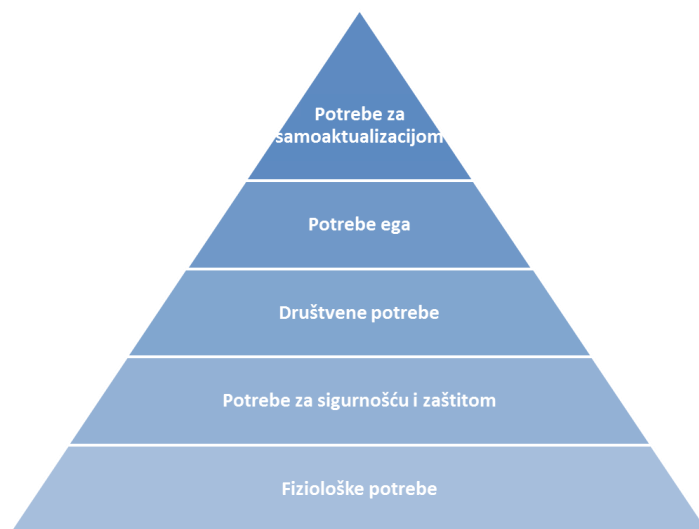 Potrebe za
samoaktualizacijom
Potrebe ega
Društvene potrebe
Potrebe za sigurnošću i zaštitom
Fiziološke potrebe